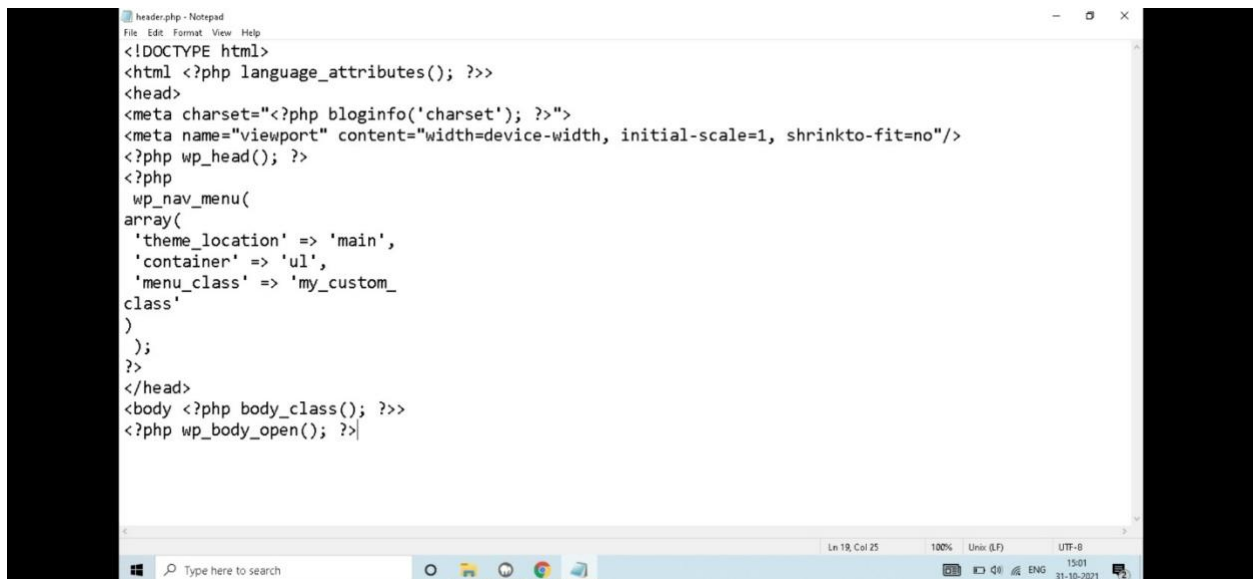 header.php - Notepad
File Edit Format View Help
<!DOCTYPE html>
<html <?php language_attributes(); ?>>
<head>
<meta charset="<?php bloginfo('charset'); ?>">
<meta name="viewport" content="width=device-width, initial-scale=1, shrinkto-fit=no"/>
<?php wp_head(); ?>
<?php
 wp_nav_menu(
array(
 'theme_location' => 'main',
 'container' => 'ul',
 'menu_class' => 'my_custom_
class'
)
 );
?>
</head>
<body <?php body_class(); ?>>
<?php wp_body_open(); ?>
Ln 19, Col 25 100% Unix (LF) UTF-8
Type here to search ENG 15:01
31-10-2021